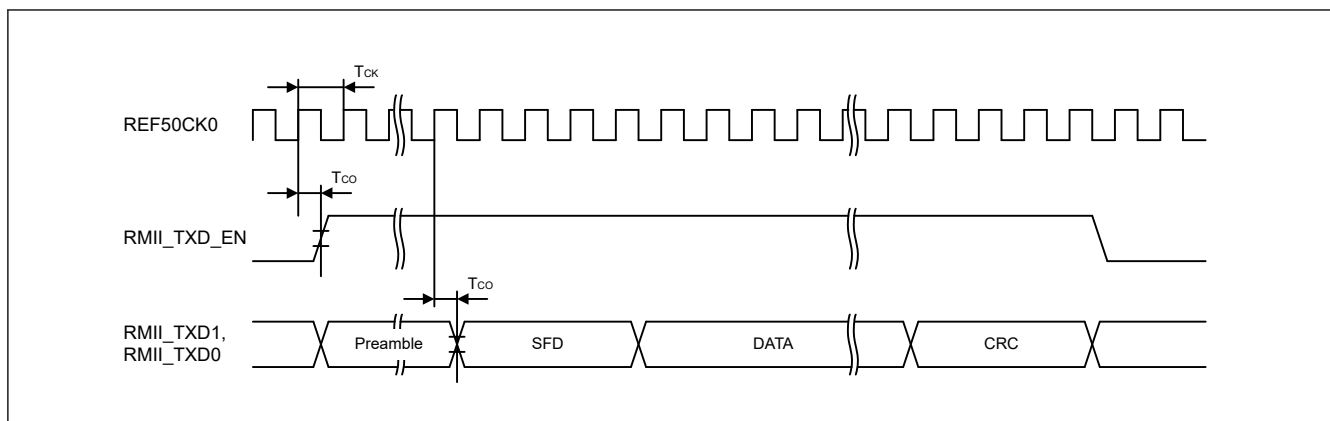 TCK
REF50CK0
TCO
RMII_TXD_EN
TCO
RMII_TXD1,
RMII_TXD0
Preamble
SFD
DATA
CRC